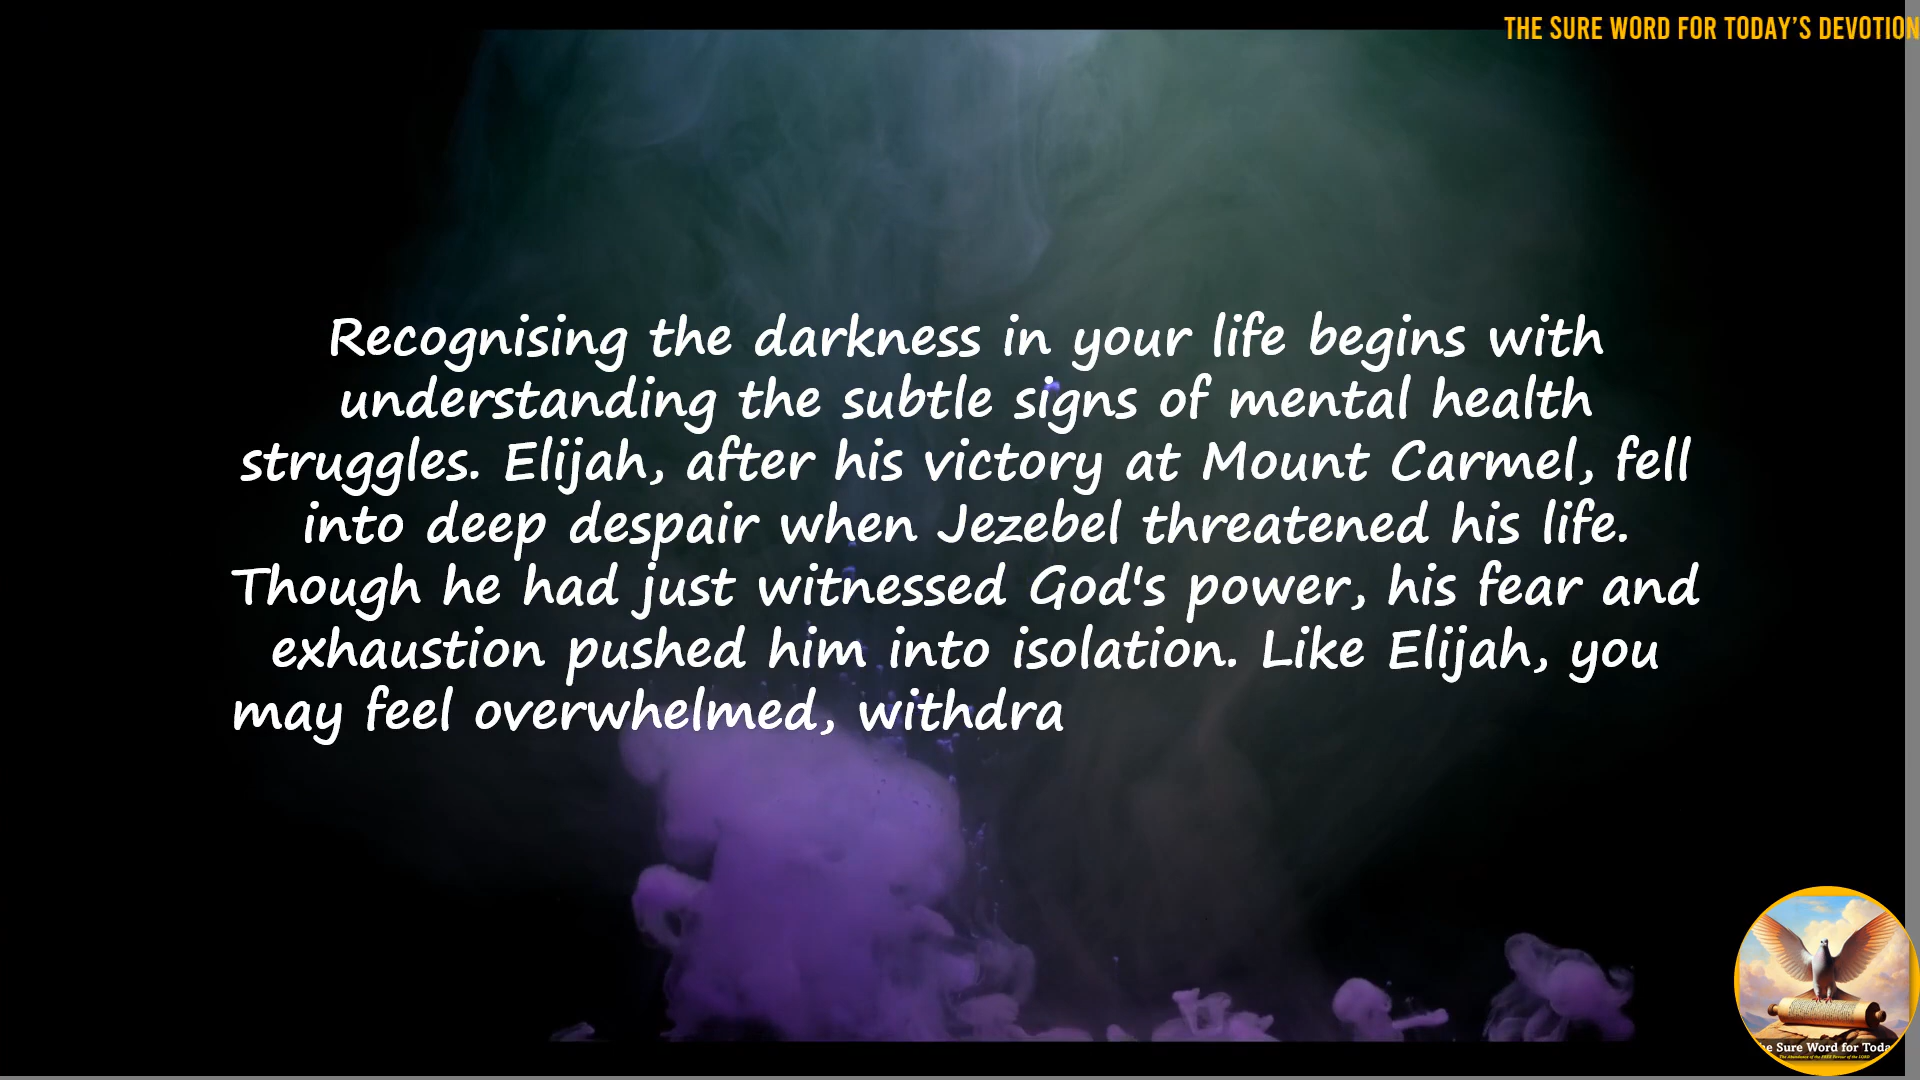 THE SURE WORD FOR TODAY'S DEVOTION
Recognising the darkness in your life begins with
understanding the subtle signs of mental health
struggles. Elijah, after his victory at Mount Carmel, fell
into deep despair when Jezebel threatened his life.
Though he had just witnessed God's power, his fear and
exhaustion pushed him into isolation. Like Elijah, you
may feel overwhelmed, withdra
e Sure Word for Toda